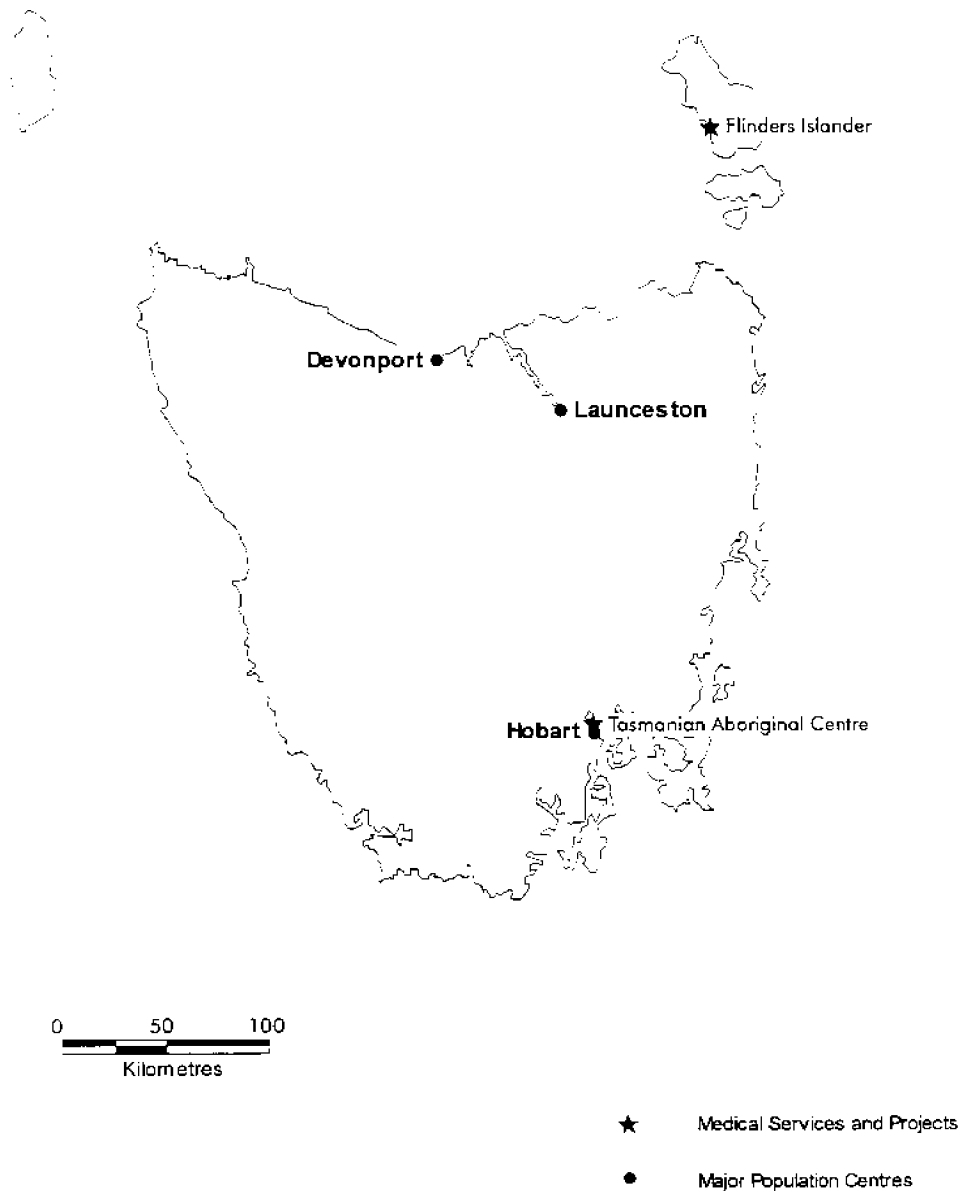 Flinders Islander
Devonport
Launceston
Hobart
Tasmanian Aboriginal Centre
0 50 100
Kilometres
Medical Services and Projects
Major Population Centres